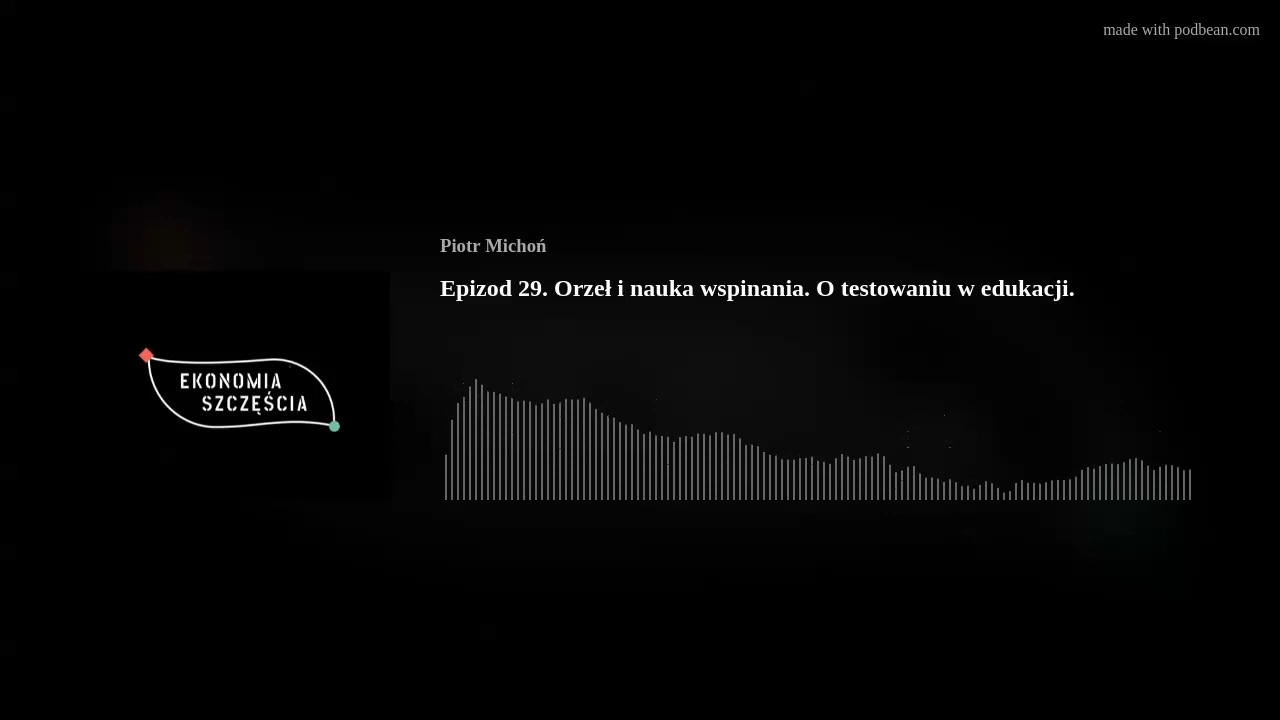 made with podbean.com
Piotr Michoń
Epizod 29. Orzeł i nauka wspinania. O testowaniu w edukacji.
EKONOMIA
SZCZĘŚCIA